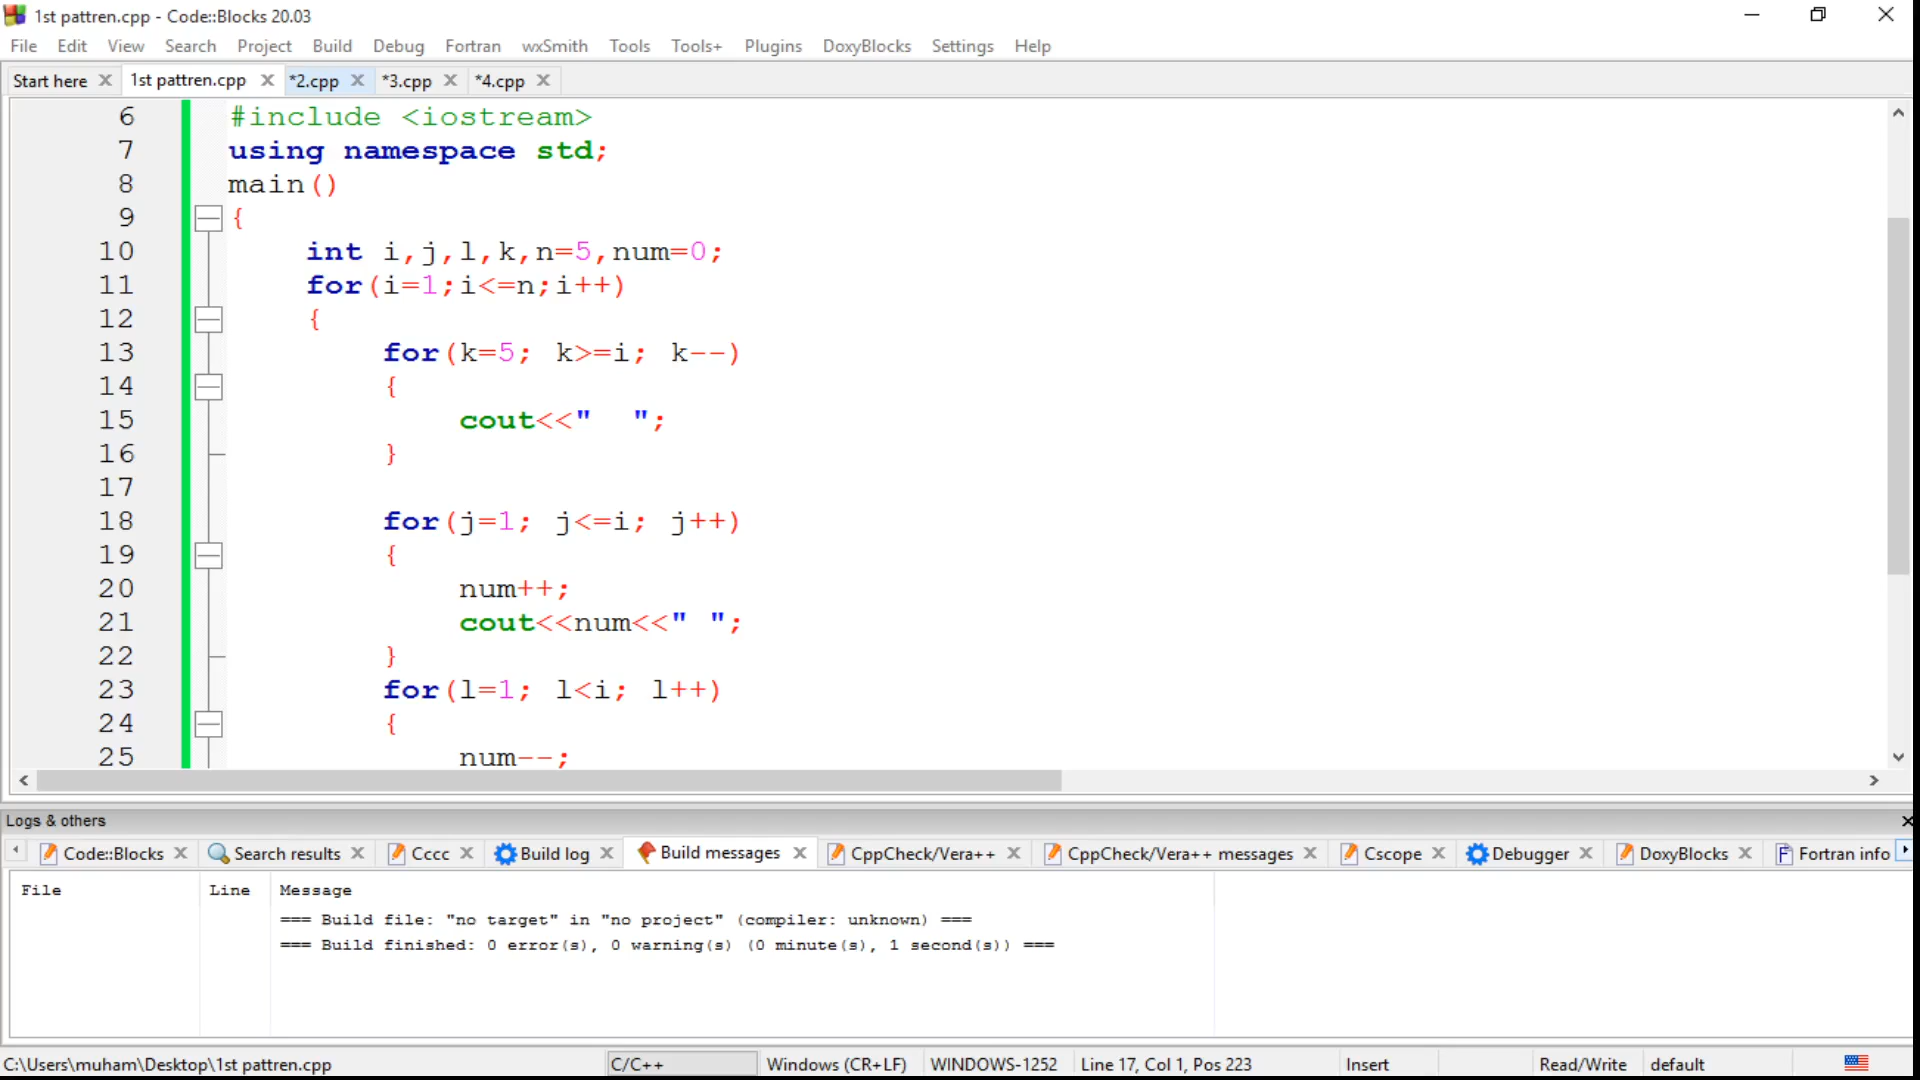 1st pattren.cpp - Code::Blocks 20.03
File Edit View Search Project Build Debug Fortran wxSmith Tools Tools+ Plugins DoxyBlocks Settings Help
Start here 1st pattren.cpp *2.cpp *3.cpp *4.cpp
6 #include <iostream>
7 using namespace std;
8 main()
9 {
10 int i,j,l,k,n=5,num=0;
11 for(i=1;i<=n;i++)
12 {
13 for(k=5; k>=i; k--)
14 {
15 cout<<"  ";
16 }
17
18 for(j=1; j<=i; j++)
19 {
20 num++;
21 cout<<num<<" ";
22 }
23 for(l=1; l<i; l++)
24 {
25 num--;
Logs & others
Code::Blocks Search results Cccc Build log Build messages CppCheck/Vera++ CppCheck/Vera++ messages Cscope Debugger DoxyBlocks Fortran info
File Line Message
=== Build file: "no target" in "no project" (compiler: unknown) ===
=== Build finished: 0 error(s), 0 warning(s) (0 minute(s), 1 second(s)) ===
C:\Users\muham\Desktop\1st pattren.cpp C/C++ Windows (CR+LF) WINDOWS-1252 Line 17, Col 1, Pos 223 Insert Read/Write default